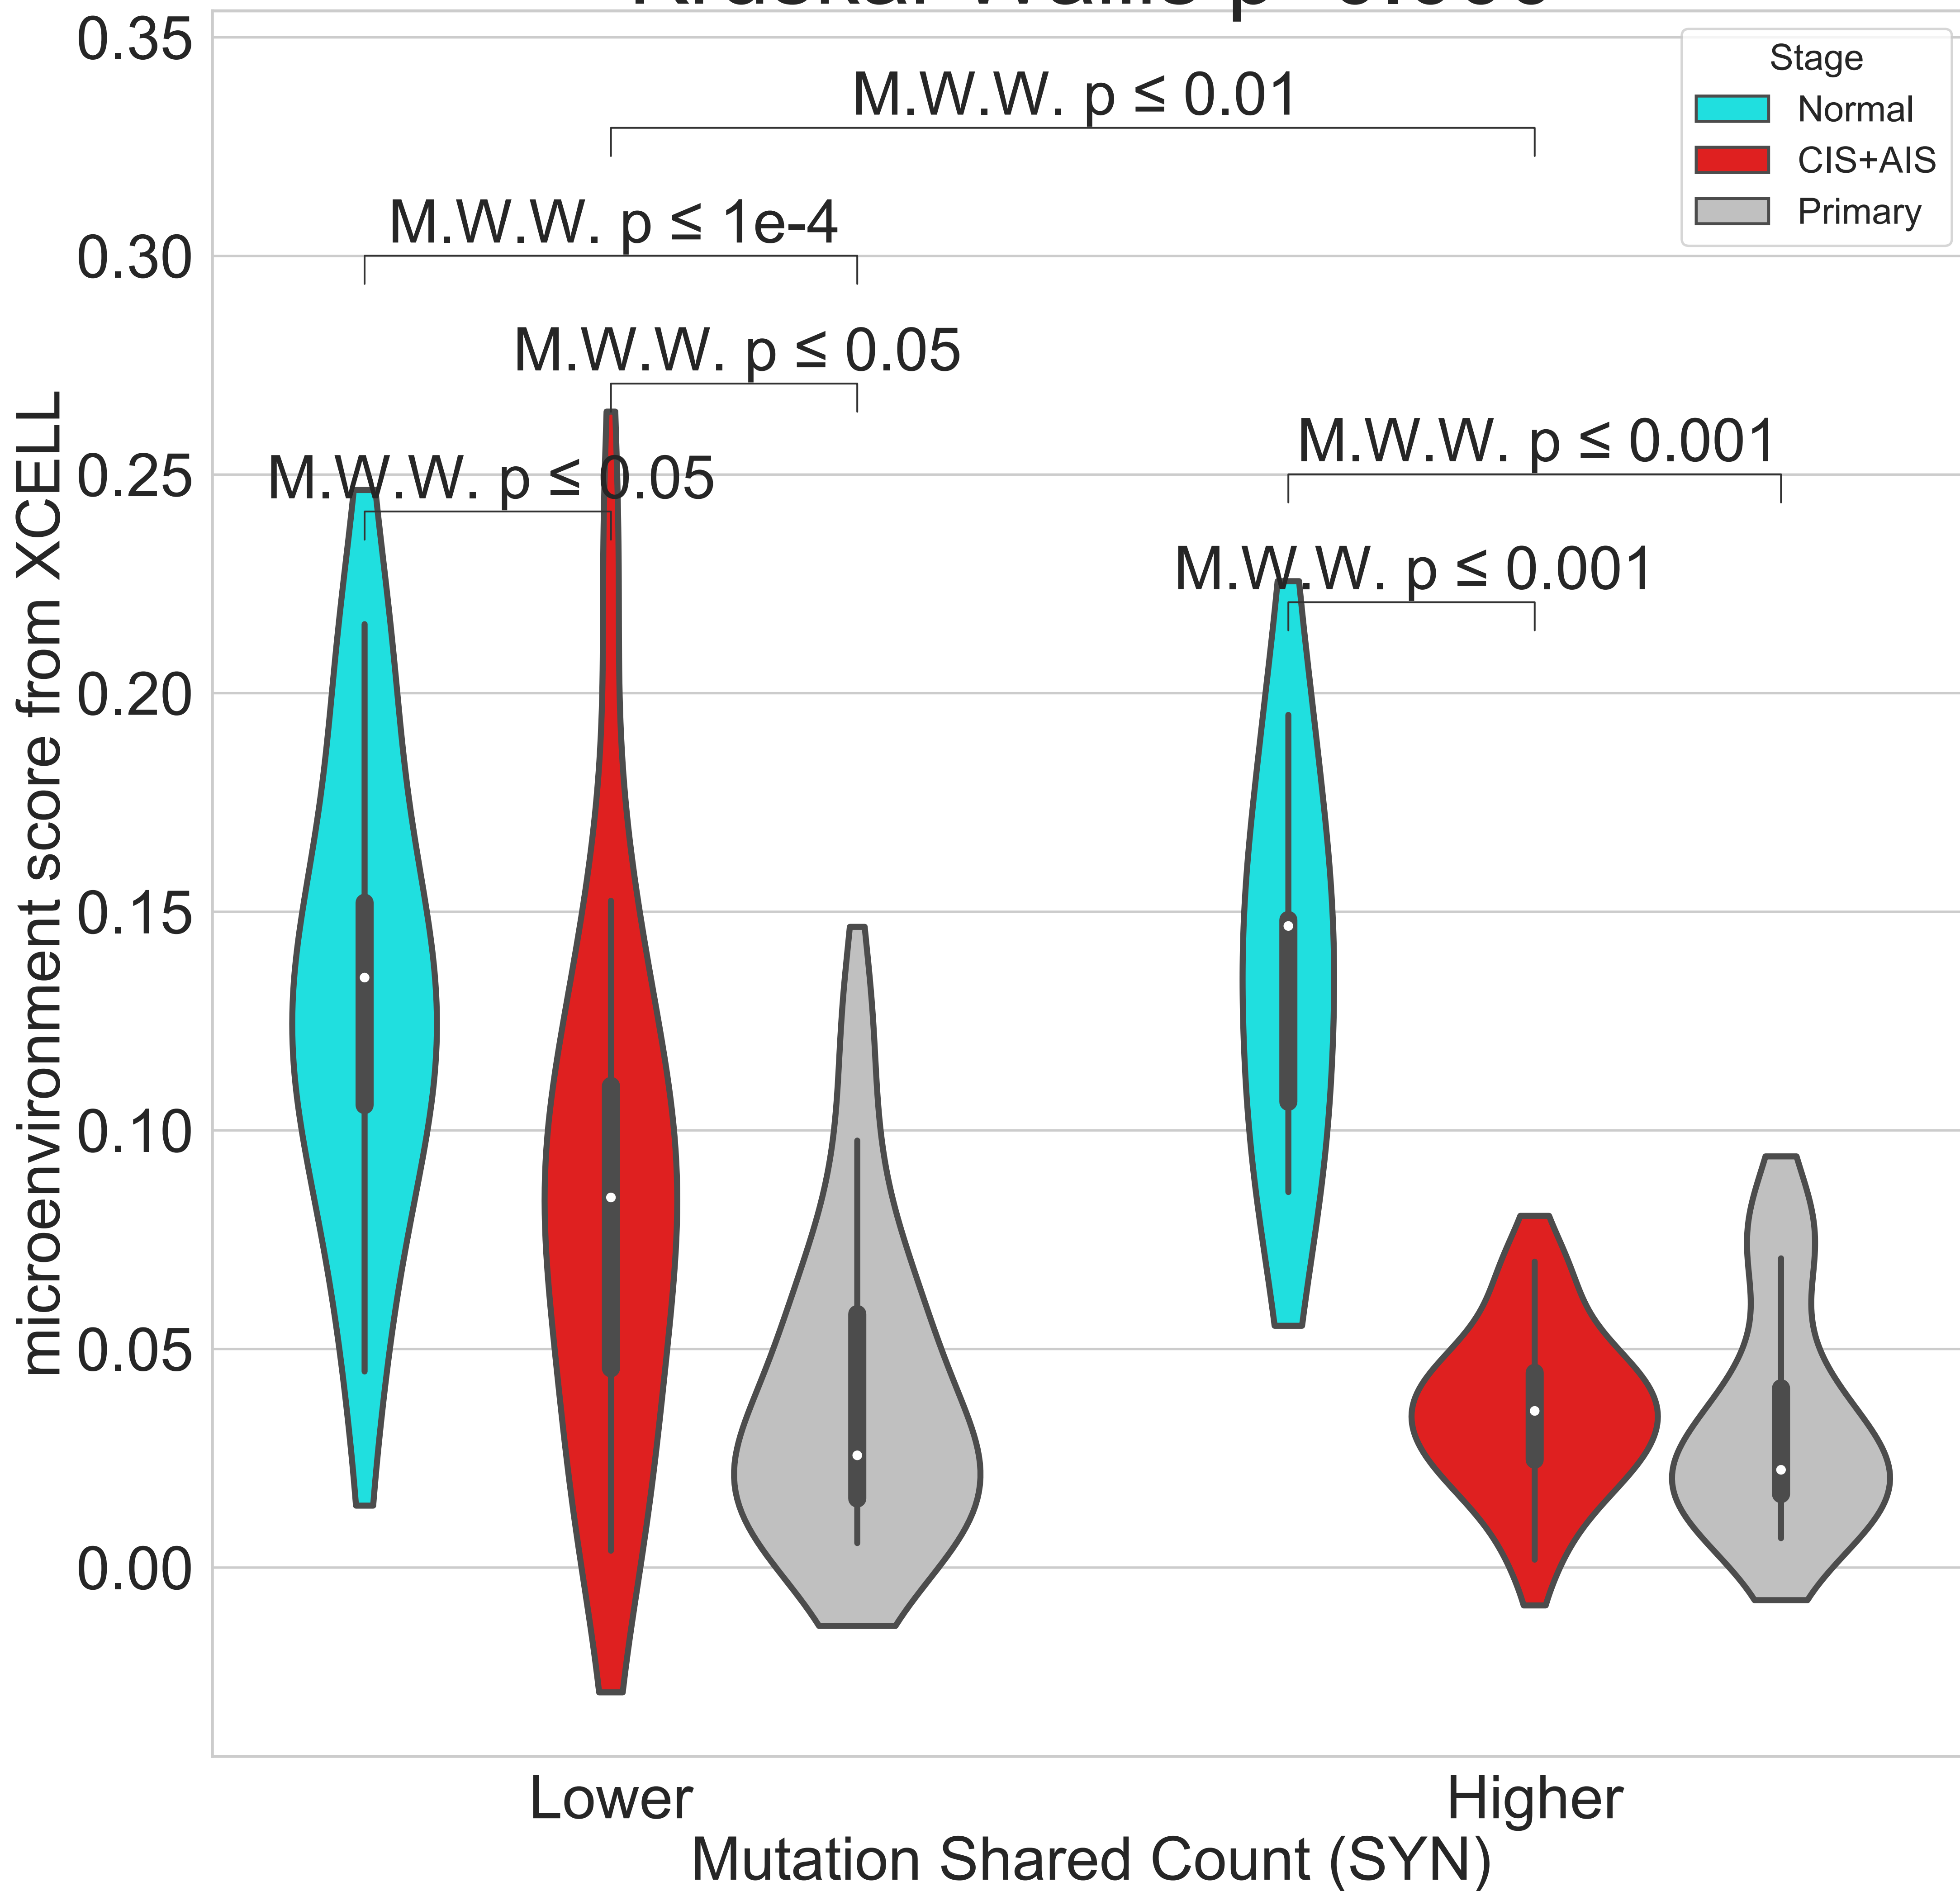 0.35
0.30
0.25
0.20
0.15
0.10
0.05
0.00
microenvironment score from XCELL
M.W.W. p ≤ 0.01
M.W.W. p ≤ 1e-4
M.W.W. p ≤ 0.05
M.W.W. p ≤ 0.05
M.W.W. p ≤ 0.001
M.W.W. p ≤ 0.001
Stage
Normal
CIS+AIS
Primary
Lower
Higher
Mutation Shared Count (SYN)